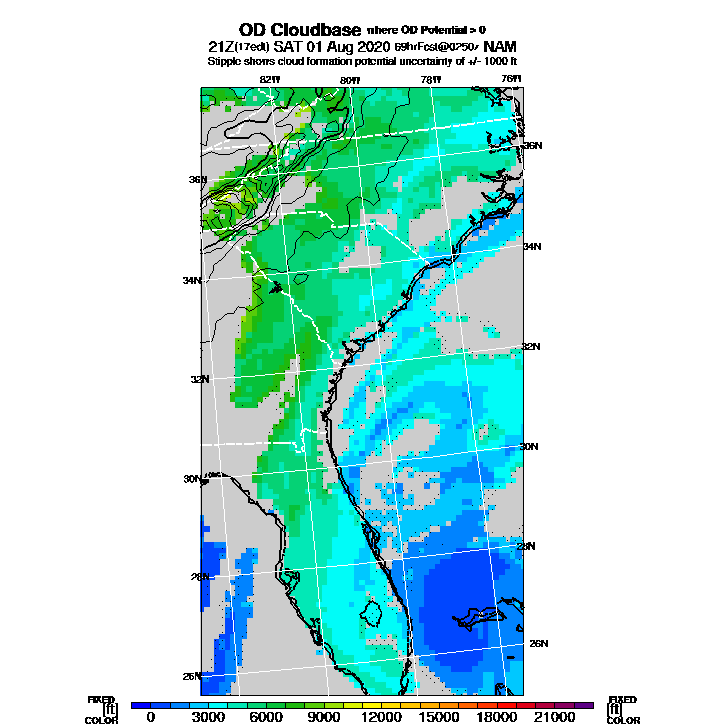 OD Cloudbase where OD Potential > 0
21Z(17edt) SAT 01 Aug 2020 69hrFcst@0250z NAM
Stipple shows cloud formation potential uncertainty of +/- 1000 ft
82W 80W 78W 76W
36N
36N
34N
34N
32N
32N
30N
30N
28N
28N
26N
26N
FIXED FIXED
[ft] 0 3000 6000 9000 12000 15000 18000 21000 [ft]
COLOR COLOR